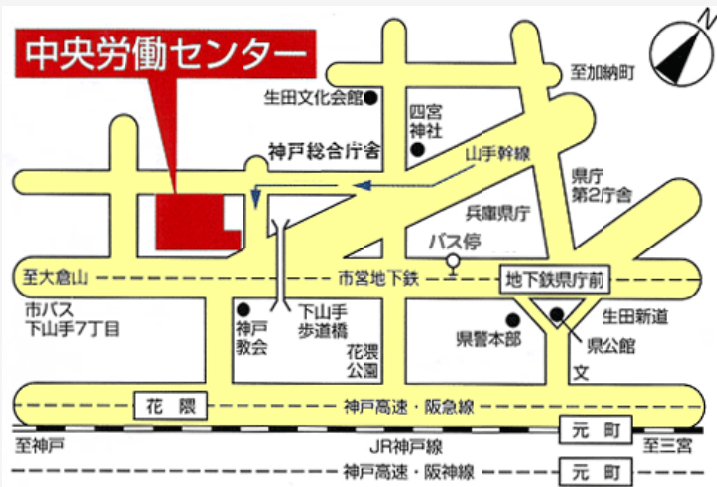 N
中央労働センター
至加納町
生田文化会館
四宮
神社
神戸総合庁舎
山手幹線
県庁
第2庁舎
兵庫県庁
バス停
至大倉山
市営地下鉄
地下鉄県庁前
市バス
下山手7丁目
神戸
教会
下山手
歩道橋
花隈
公園
県警本部
生田新道
県公館
文
花隈
神戸高速・阪急線
元町
至神戸
JR神戸線
至三宮
神戸高速・阪神線
元町